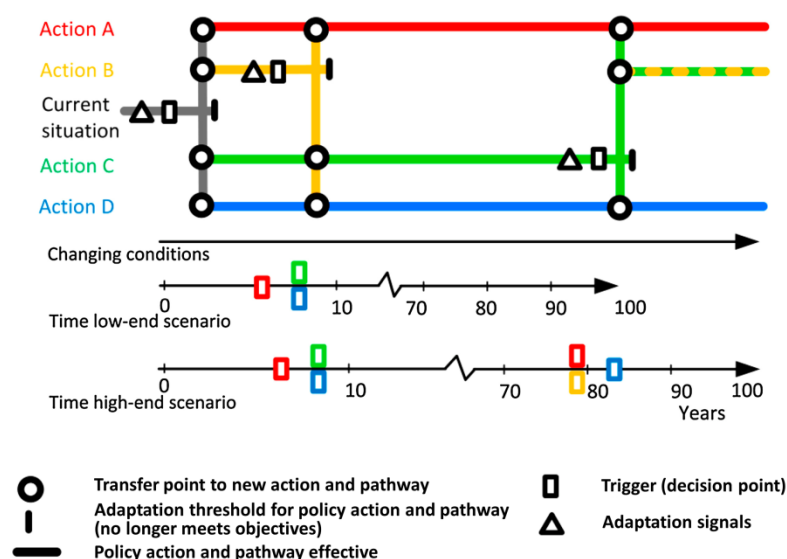 Action A
Action B
Current
situation
Action C
Action D
Changing conditions
0
10
70
80
90
100
Time low-end scenario
0
10
70
80
90
100
Time high-end scenario
Years
Transfer point to new action and pathway
Adaptation threshold for policy action and pathway
(no longer meets objectives)
Policy action and pathway effective
Trigger (decision point)
Adaptation signals